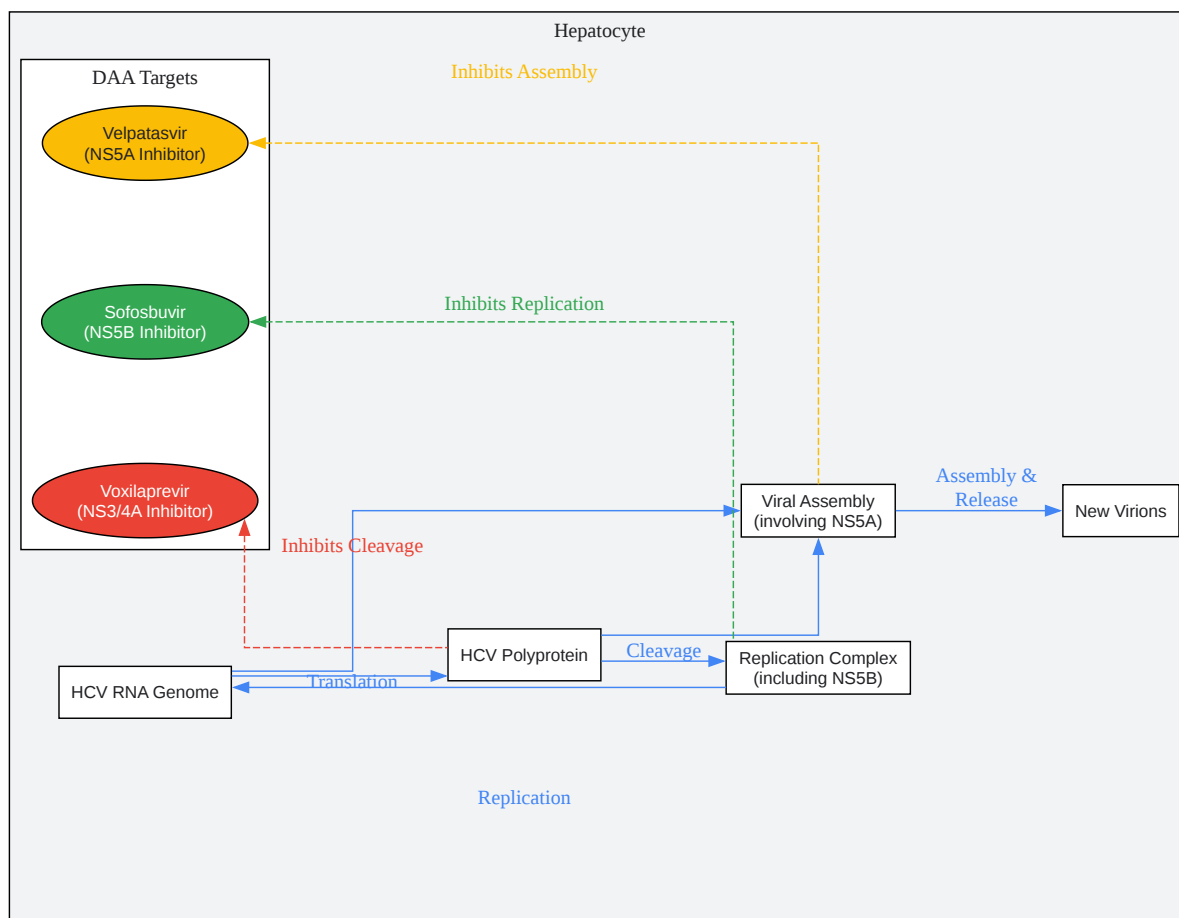 Hepatocyte
DAA Targets
Inhibits Assembly
Velpatasvir
(NS5A Inhibitor)
Inhibits Replication
Sofosbuvir
(NS5B Inhibitor)
Voxilaprevir
(NS3/4A Inhibitor)
Inhibits Cleavage
Viral Assembly
(involving NS5A)
Assembly &
Release
New Virions
HCV Polyprotein
Cleavage
Replication Complex
(including NS5B)
HCV RNA Genome
Translation
Replication